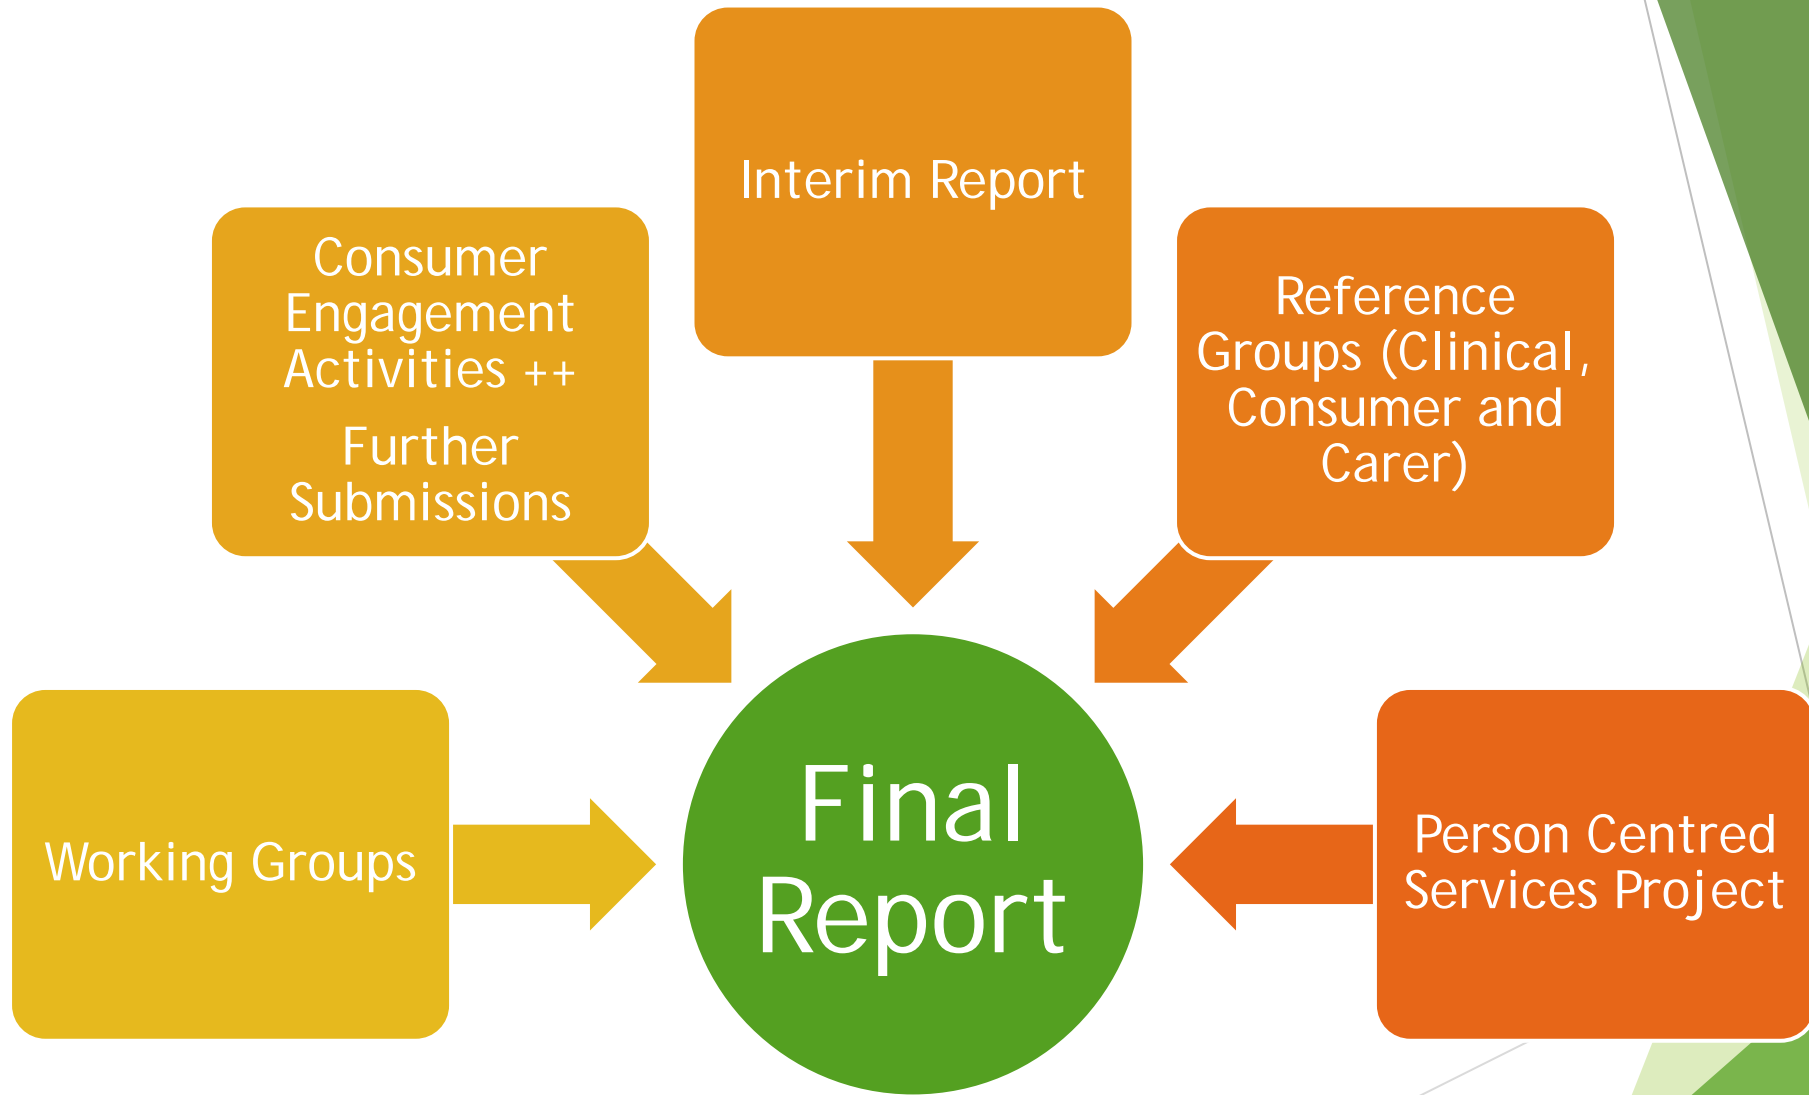 Interim Report
Consumer
Engagement
Activities ++
Further
Submissions
Reference
Groups (Clinical,
Consumer and
Carer)
Working Groups
Final
Report
Person Centred
Services Project